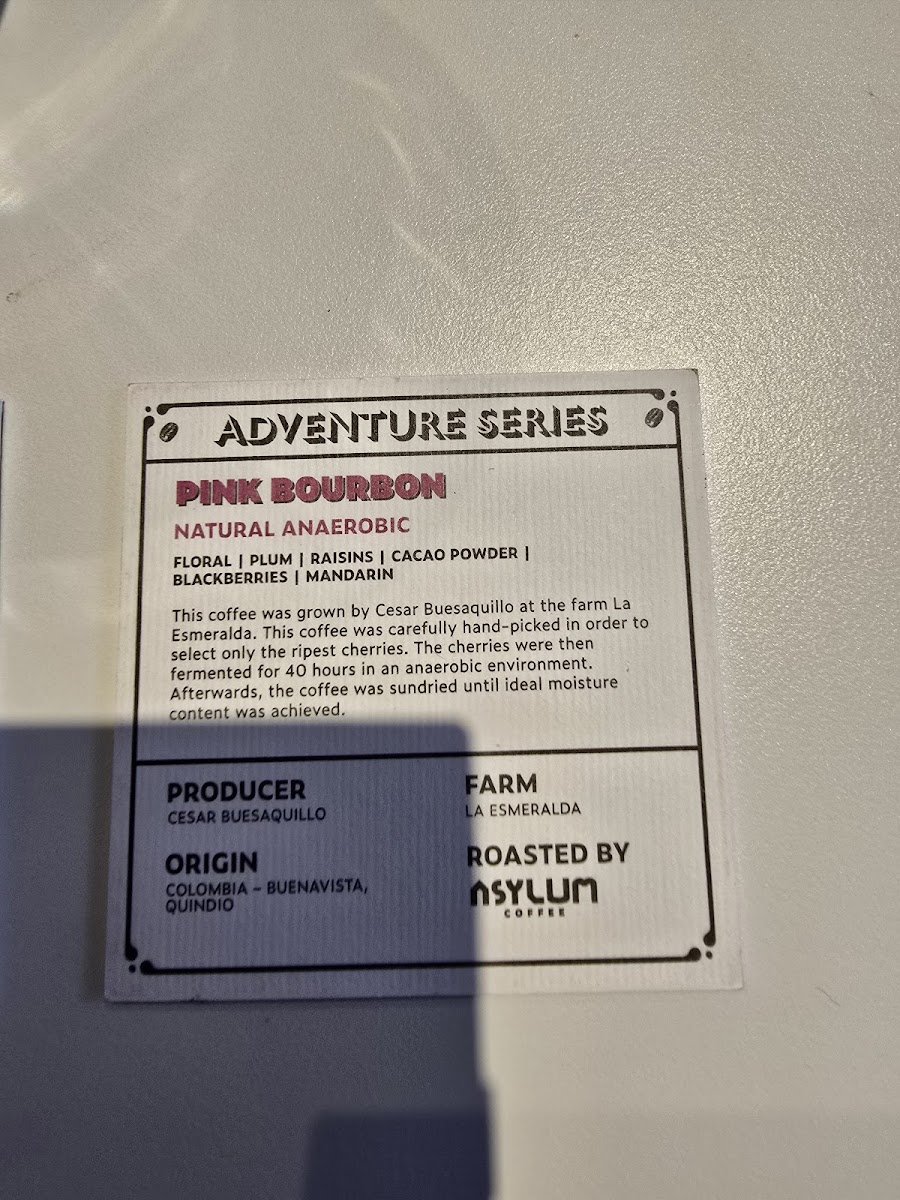 ADVENTURE SERIES
PINK BOURBON
NATURAL ANAEROBIC
FLORAL | PLUM | RAISINS | CACAO POWDER |
BLACKBERRIES | MANDARIN
This coffee was grown by Cesar Buesaquillo at the farm La
Esmeralda. This coffee was carefully hand-picked in order to
select only the ripest cherries. The cherries were then
fermented for 40 hours in an anaerobic environment.
Afterwards, the coffee was sundried until ideal moisture
content was achieved.
PRODUCER
CESAR BUESAQUILLO
FARM
LA ESMERALDA
ORIGIN
COLOMBIA – BUENAVISTA,
QUINDIO
ROASTED BY
ASYLUM
COFFEE